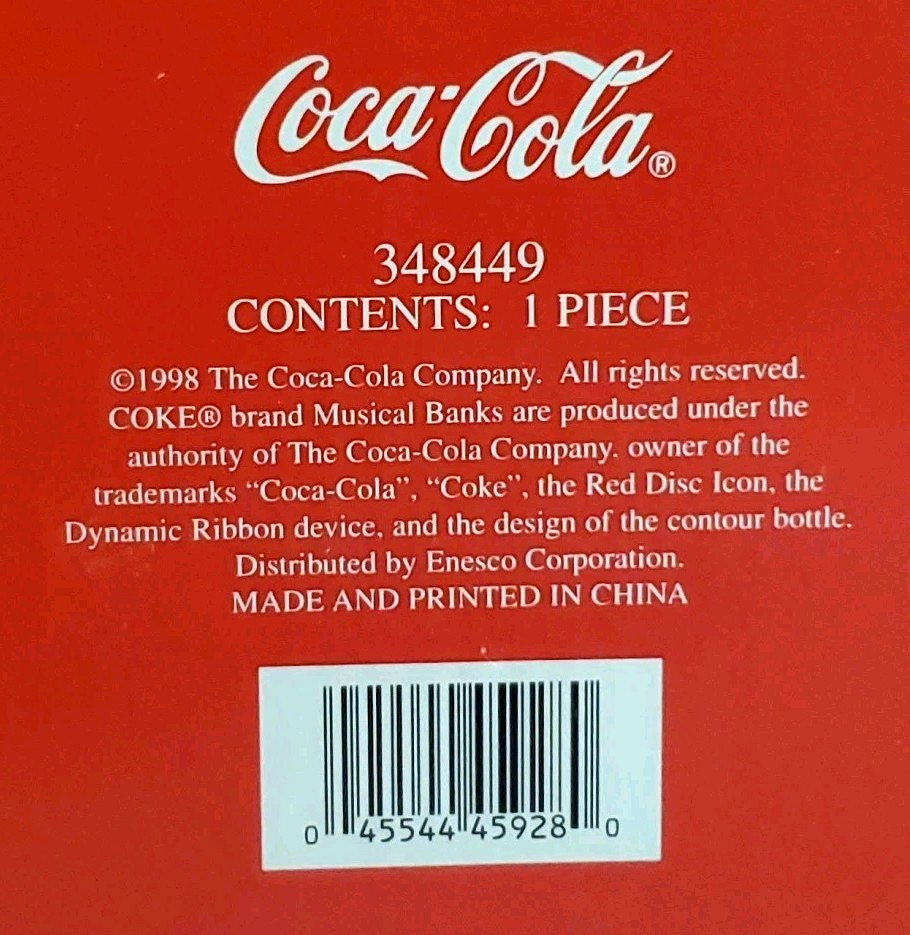 Coca-Cola®
348449
CONTENTS: 1 PIECE
©1998 The Coca-Cola Company. All rights reserved.
COKE® brand Musical Banks are produced under the
authority of The Coca-Cola Company, owner of the
trademarks “Coca-Cola”, “Coke”, the Red Disc Icon, the
Dynamic Ribbon device, and the design of the contour bottle.
Distributed by Enesco Corporation.
MADE AND PRINTED IN CHINA
0 45544 45928 0